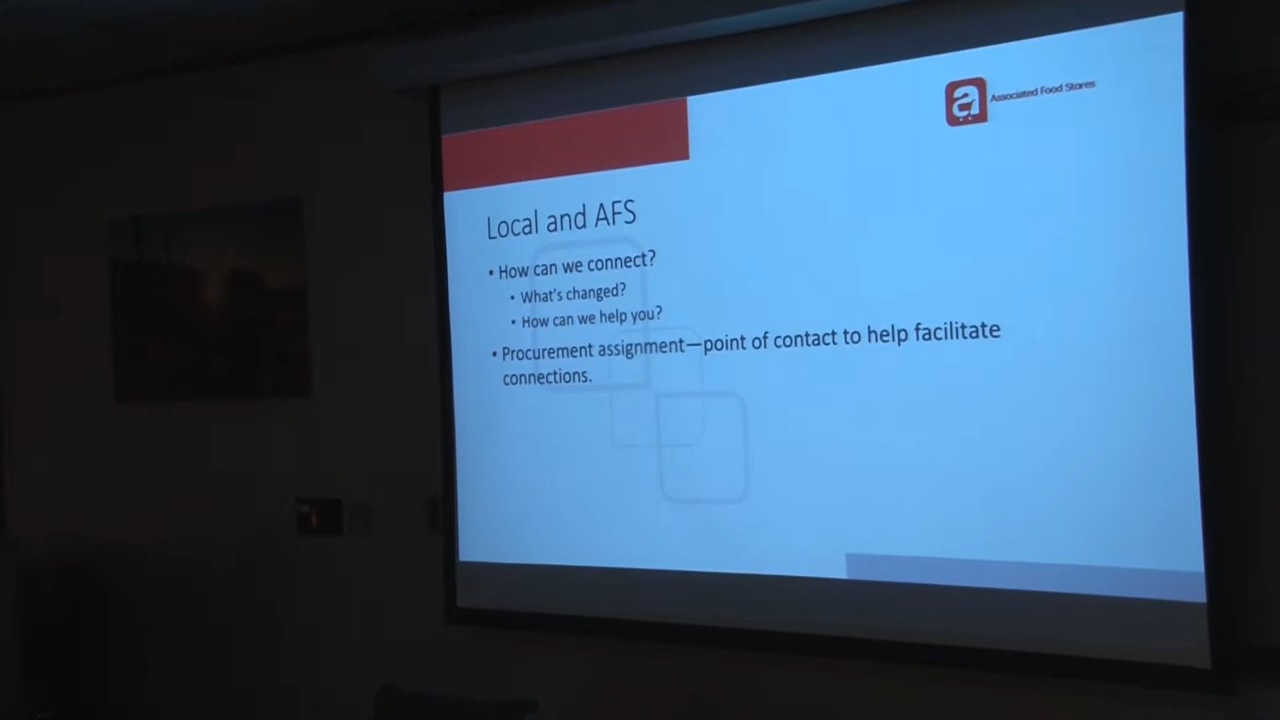 a Associated Food Stores
Local and AFS
• How can we connect?
• What's changed?
• How can we help you?
• Procurement assignment—point of contact to help facilitate
connections.